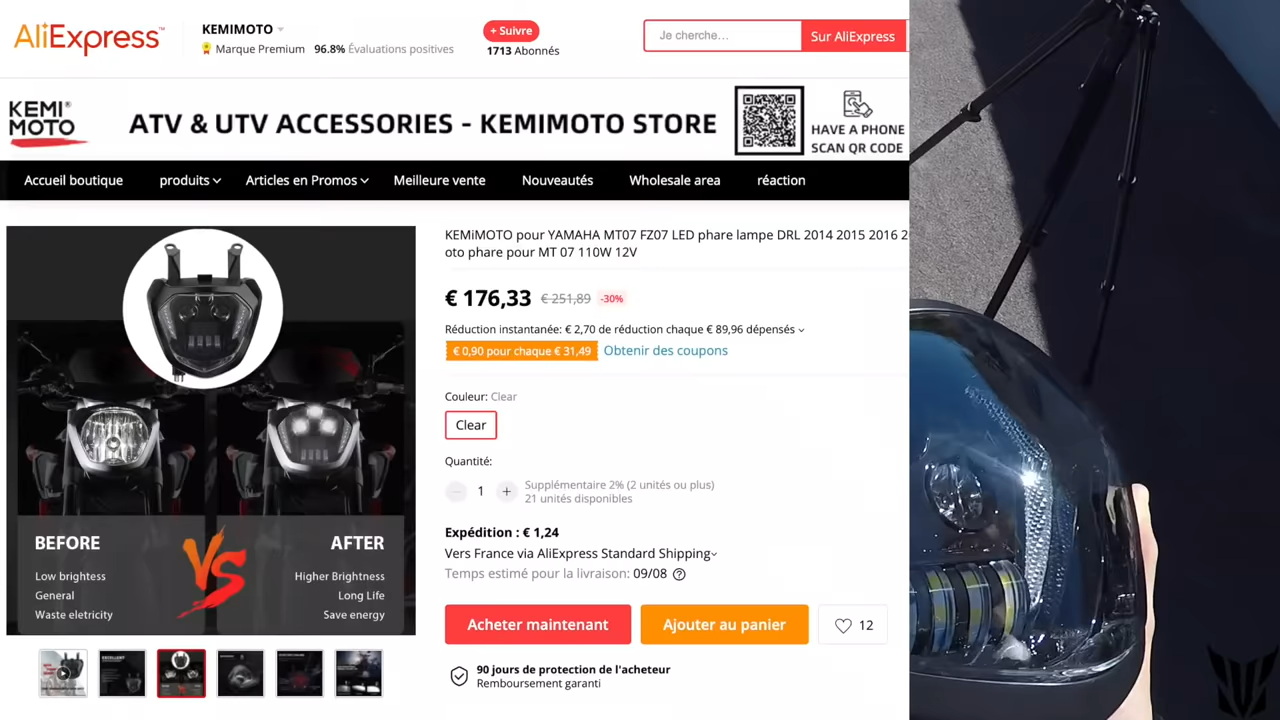 AliExpress™
KEMIMOTO
Marque Premium 96.8% Évaluations positives
+ Suivre
1713 Abonnés
Je cherche...
Sur AliExpress
KEMI
MOTO®
ATV & UTV ACCESSORIES - KEMIMOTO STORE
HAVE A PHONE
SCAN QR CODE
Accueil boutique produits Articles en Promos Meilleure vente Nouveautés Wholesale area réaction
BEFORE
Low brightess
General
Waste eletricity
VS
AFTER
Higher Brightness
Long Life
Save energy
KEMiMOTO pour YAMAHA MT07 FZ07 LED phare lampe DRL 2014 2015 2016 2
oto phare pour MT 07 110W 12V
€ 176,33 € 251,89 -30%
Réduction instantanée: € 2,70 de réduction chaque € 89,96 dépensés
€ 0,90 pour chaque € 31,49 Obtenir des coupons
Couleur: Clear
Clear
Quantité:
1
Supplémentaire 2% (2 unités ou plus)
21 unités disponibles
Expédition : € 1,24
Vers France via AliExpress Standard Shipping
Temps estimé pour la livraison: 09/08 ?
Acheter maintenant
Ajouter au panier
12
90 jours de protection de l'acheteur
Remboursement garanti